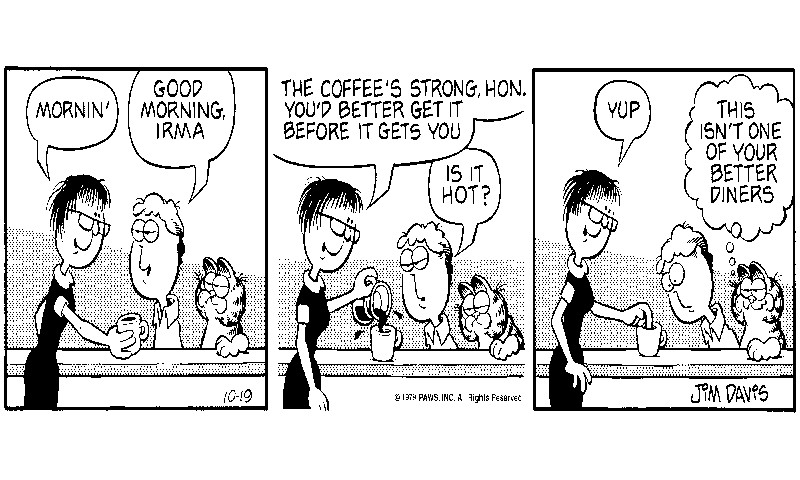 MORNIN'
GOOD
MORNING,
IRMA
10-19
THE COFFEE'S STRONG, HON.
YOU'D BETTER GET IT
BEFORE IT GETS YOU
IS IT
HOT?
© 1979 PAWS, INC. A Rights Reserved
YUP
THIS
ISN'T ONE
OF YOUR
BETTER
DINERS
JIM DAVIS